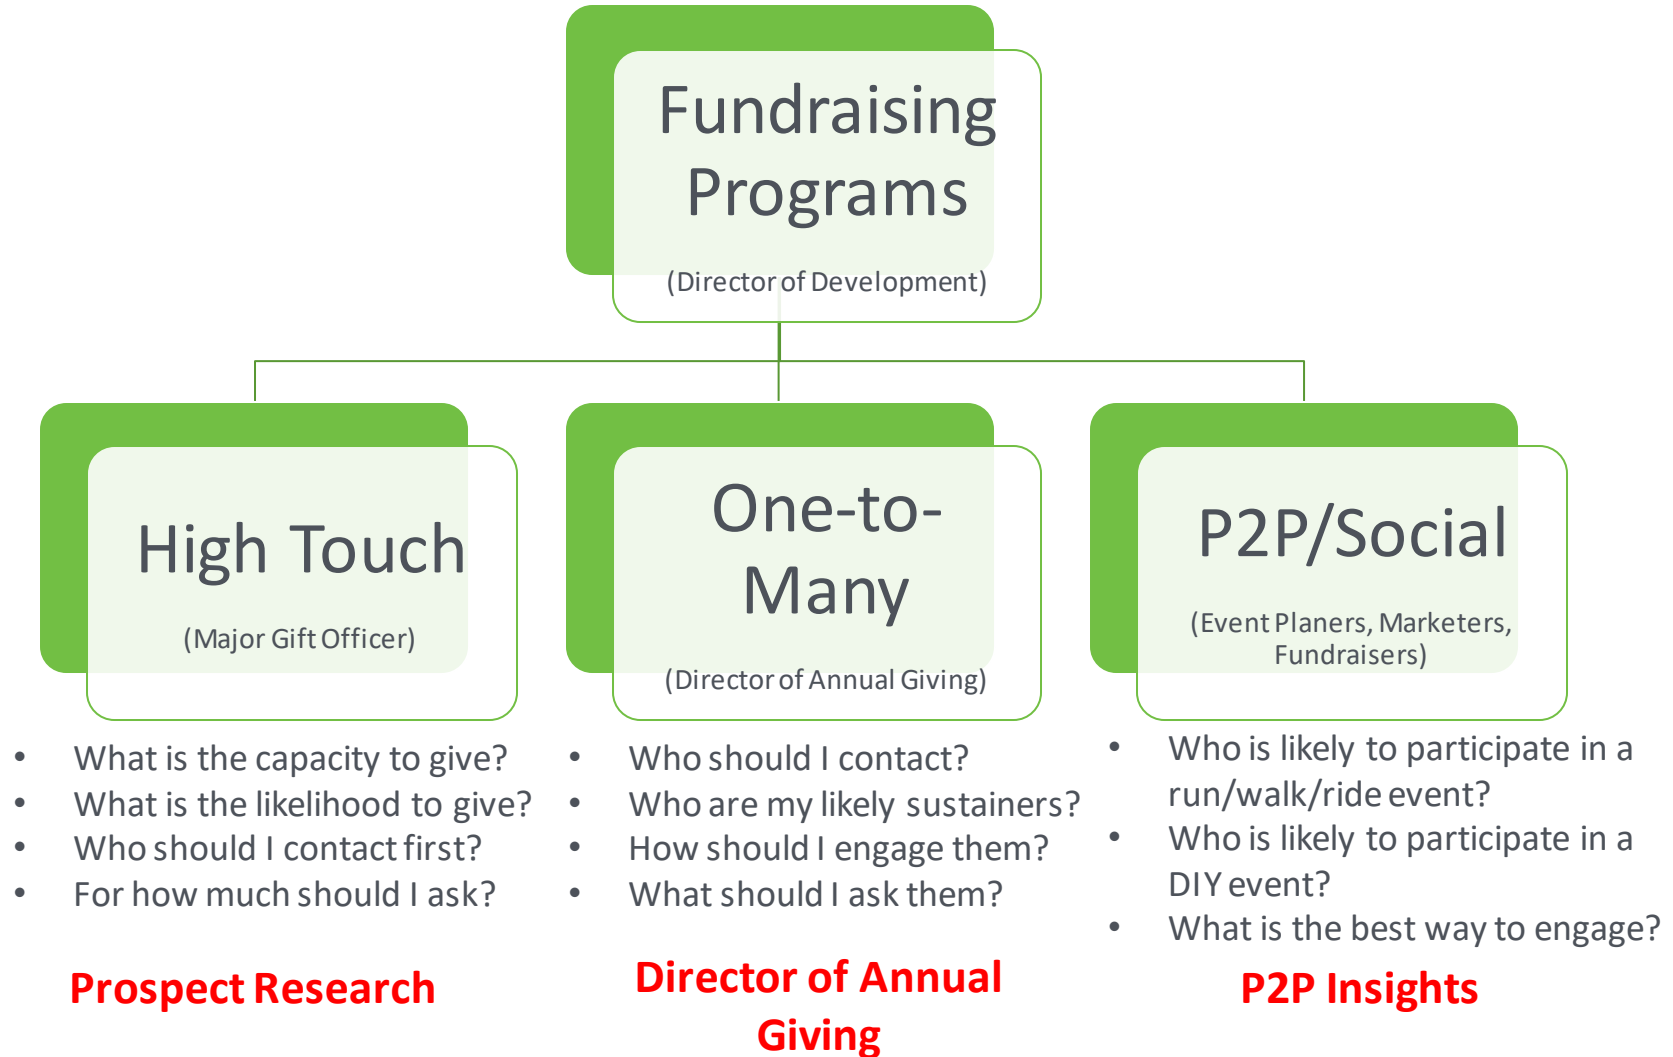 Fundraising
Programs
(Director of Development)
High Touch
(Major Gift Officer)
One-to-
Many
(Director of Annual Giving)
P2P/Social
(Event Planers, Marketers,
Fundraisers)
• What is the capacity to give?
• What is the likelihood to give?
• Who should I contact first?
• For how much should I ask?
Prospect Research
• Who should I contact?
• Who are my likely sustainers?
• How should I engage them?
• What should I ask them?
Director of Annual
Giving
• Who is likely to participate in a
run/walk/ride event?
• Who is likely to participate in a
DIY event?
• What is the best way to engage?
P2P Insights